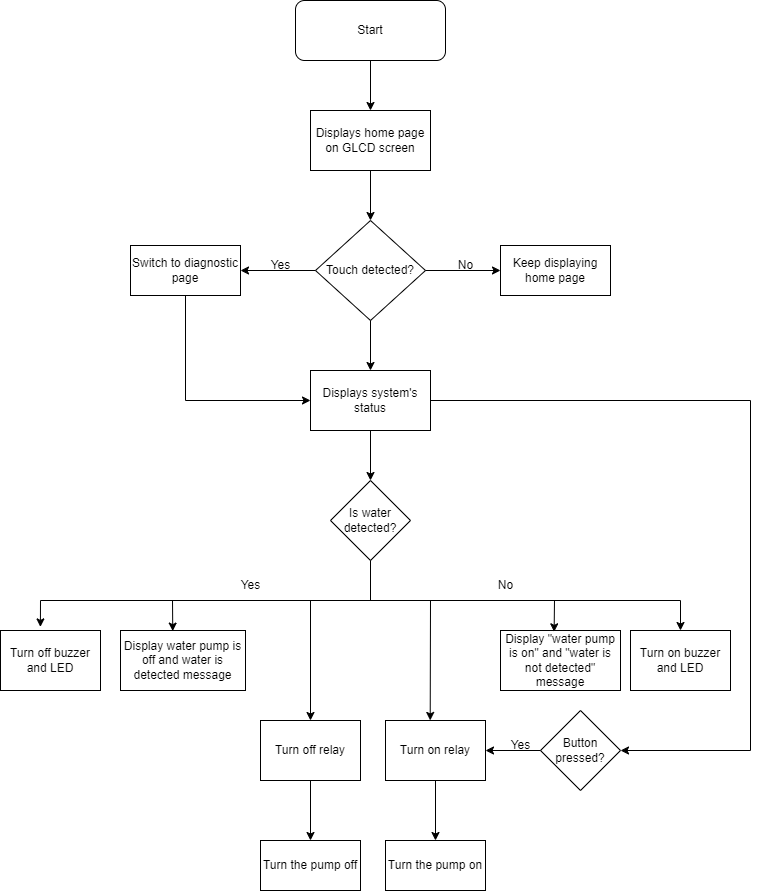 Start
Displays home page
on GLCD screen
Switch to diagnostic
page
Yes
Touch detected?
No
Keep displaying
home page
Displays system's
status
Is water
detected?
Yes
No
Turn off buzzer
and LED
Display water pump is
off and water is
detected message
Display "water pump
is on" and "water is
not detected"
message
Turn on buzzer
and LED
Turn off relay
Turn on relay
Yes
Button
pressed?
Turn the pump off
Turn the pump on